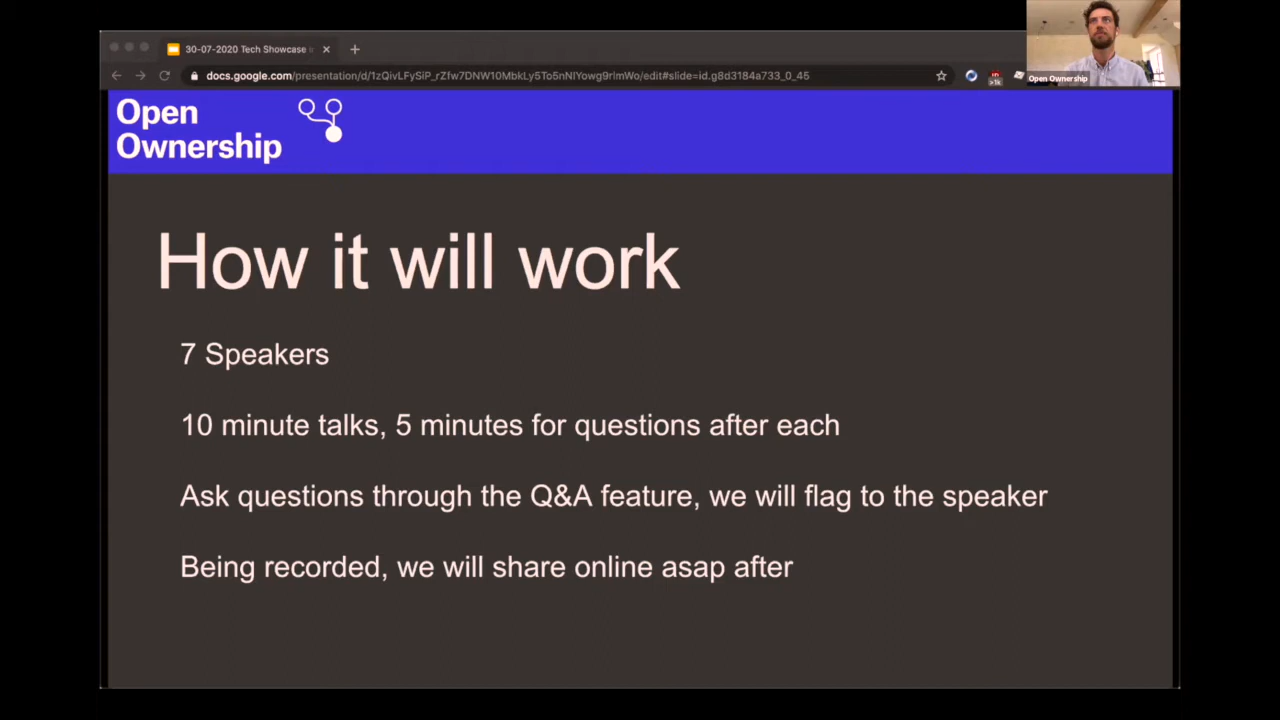 30-07-2020 Tech Showcase
docs.google.com/presentation/d/1zQivLFySiP_rZfw7DNW10MbkLy5To5nNIYowg9rlmWo/edit#slide=id.g8d3184a733_0_45
>1k
Open Ownership
Open
Ownership
How it will work
7 Speakers
10 minute talks, 5 minutes for questions after each
Ask questions through the Q&A feature, we will flag to the speaker
Being recorded, we will share online asap after